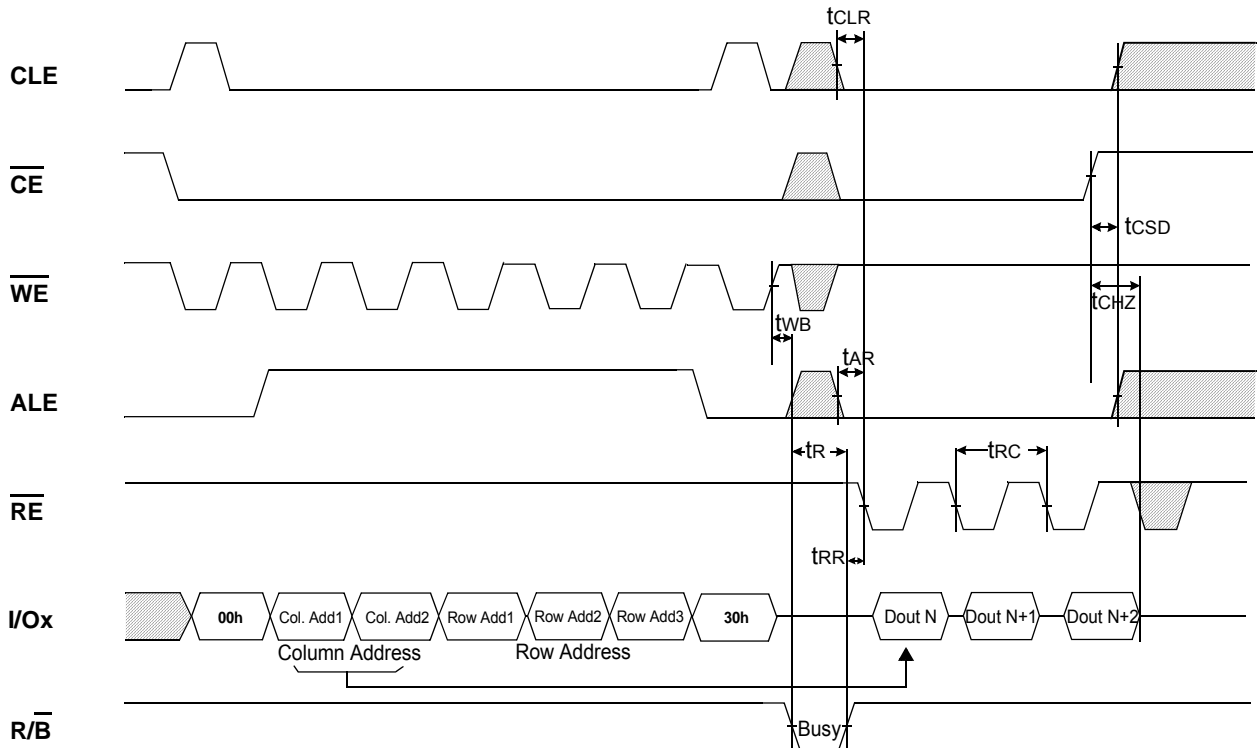 tCLR
CLE
CE
tCSD
WE
tCHZ
tWB
tAR
ALE
tR
tRC
RE
tRR
I/Ox
00h
Col. Add1
Col. Add2
Row Add1
Row Add2
Row Add3
30h
Dout N
Dout N+1
Dout N+2
Column Address
Row Address
R/B
Busy